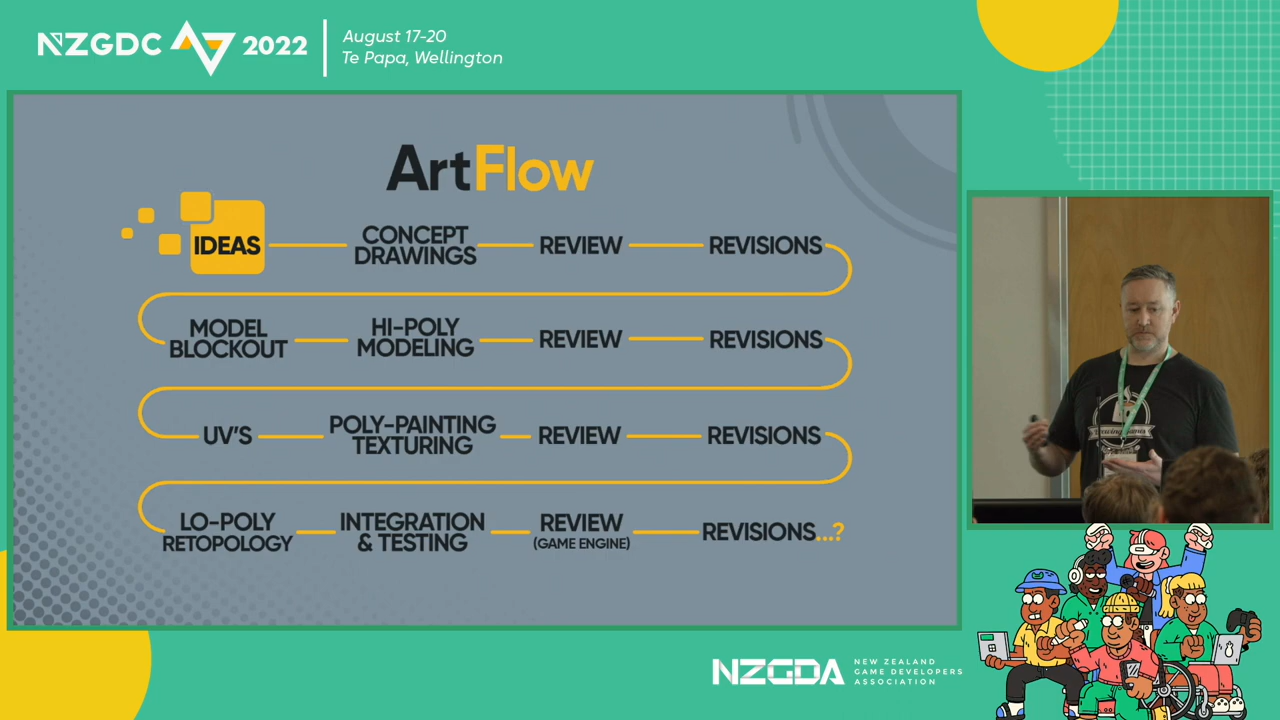 NZGDC 2022
August 17-20
Te Papa, Wellington
ArtFlow
IDEAS
CONCEPT
DRAWINGS
REVIEW
REVISIONS
MODEL
BLOCKOUT
HI-POLY
MODELING
REVIEW
REVISIONS
UV'S
POLY-PAINTING
TEXTURING
REVIEW
REVISIONS
LO-POLY
RETOPOLOGY
INTEGRATION
& TESTING
REVIEW
(GAME ENGINE)
REVISIONS...?
NZGDA
NEW ZEALAND
GAME DEVELOPERS
ASSOCIATION